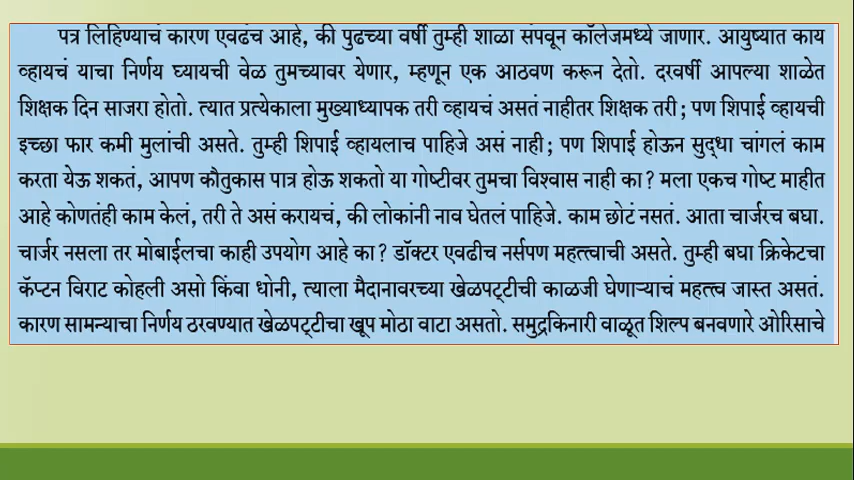 पत्र लिहिण्याचं कारण एवढंच आहे, की पुढच्या वर्षी तुम्ही शाळा संपवून कॉलेजमध्ये जाणार. आयुष्यात काय
व्हायचं याचा निर्णय घ्यायची वेळ तुमच्यावर येणार, म्हणून एक आठवण करून देतो. दरवर्षी आपल्या शाळेत
शिक्षक दिन साजरा होतो. त्यात प्रत्येकाला मुख्याध्यापक तरी व्हायचं असतं नाहीतर शिक्षक तरी; पण शिपाई व्हायची
इच्छा फार कमी मुलांची असते. तुम्ही शिपाई व्हायलाच पाहिजे असं नाही; पण शिपाई होऊन सुद्धा चांगलं काम
करता येऊ शकतं, आपण कौतुकास पात्र होऊ शकतो या गोष्टीवर तुमचा विश्वास नाही का? मला एकच गोष्ट माहीत
आहे कोणतंही काम केलं, तरी ते असं करायचं, की लोकांनी नाव घेतलं पाहिजे. काम छोटं नसतं. आता चार्जरच बघा.
चार्जर नसला तर मोबाईलचा काही उपयोग आहे का? डॉक्टर एवढीच नर्सपण महत्त्वाची असते. तुम्ही बघा क्रिकेटचा
कॅप्टन विराट कोहली असो किंवा धोनी, त्याला मैदानावरच्या खेळपट्टीची काळजी घेणाऱ्याचं महत्त्व जास्त असतं.
कारण सामन्याचा निर्णय ठरवण्यात खेळपट्टीचा खूप मोठा वाटा असतो. समुद्रकिनारी वाळूत शिल्प बनवणारे ओरिसाचे